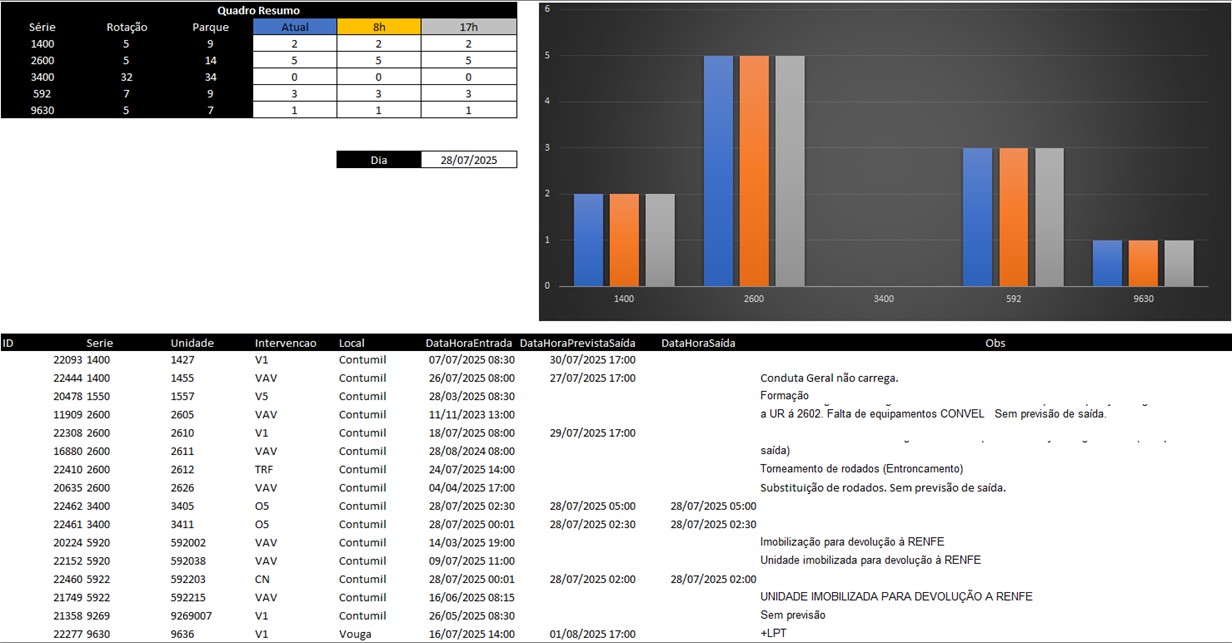 Quadro Resumo
Série Rotação Parque Atual 8h 17h
1400 5 9 2 2 2
2600 5 14 5 5 5
3400 32 34 0 0 0
592 7 9 3 3 3
9630 5 7 1 1 1
Dia 28/07/2025
6
5
4
3
2
1
0
1400 2600 3400 592 9630
ID Serie Unidade Intervencao Local DataHoraEntrada DataHoraPrevistaSaída DataHoraSaída Obs
22093 1400 1427 V1 Contumil 07/07/2025 08:30 30/07/2025 17:00
22444 1400 1455 VAV Contumil 26/07/2025 08:00 27/07/2025 17:00 Conduta Geral não carrega.
20478 1550 1557 V5 Contumil 28/03/2025 08:30 Formação
11909 2600 2605 VAV Contumil 11/11/2023 13:00 a UR á 2602. Falta de equipamentos CONVEL Sem previsão de saída.
22308 2600 2610 V1 Contumil 18/07/2025 08:00 29/07/2025 17:00
16880 2600 2611 VAV Contumil 28/08/2024 08:00 saída)
22410 2600 2612 TRF Contumil 24/07/2025 14:00 Torneamento de rodados (Entroncamento)
20635 2600 2626 VAV Contumil 04/04/2025 17:00 Substituição de rodados. Sem previsão de saída.
22462 3400 3405 O5 Contumil 28/07/2025 02:30 28/07/2025 05:00 28/07/2025 05:00
22461 3400 3411 O5 Contumil 28/07/2025 00:01 28/07/2025 02:30 28/07/2025 02:30
20224 5920 592002 VAV Contumil 14/03/2025 19:00 Imobilização para devolução à RENFE
22152 5920 592038 VAV Contumil 09/07/2025 11:00 Unidade imobilizada para devolução à RENFE
22460 5922 592203 CN Contumil 28/07/2025 00:01 28/07/2025 02:00 28/07/2025 02:00
21749 5922 592215 VAV Contumil 16/06/2025 08:15 UNIDADE IMOBILIZADA PARA DEVOLUÇÃO A RENFE
21358 9269 9269007 V1 Contumil 26/05/2025 08:30 Sem previsão
22277 9630 9636 V1 Vouga 16/07/2025 14:00 01/08/2025 17:00 +LPT